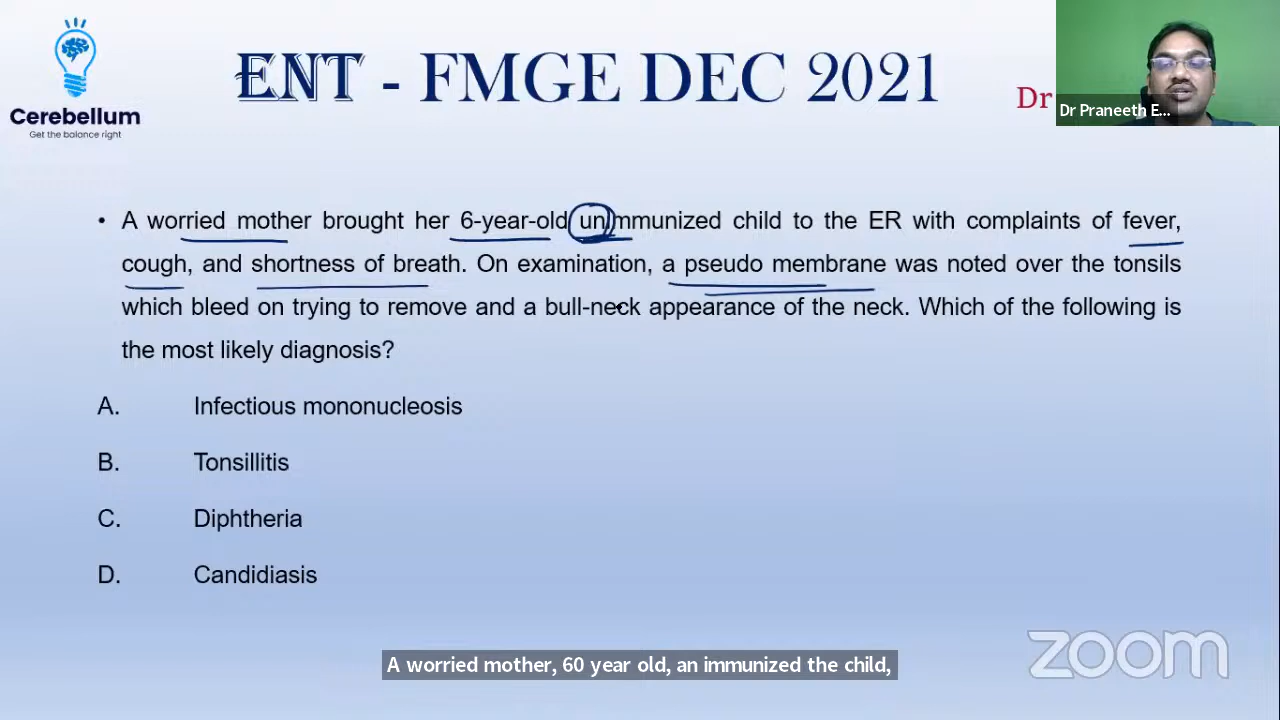 Cerebellum
Get the balance right
ENT - FMGE DEC 2021
Dr
Dr Praneeth E...
• A worried mother brought her 6-year-old unimmunized child to the ER with complaints of fever,
cough, and shortness of breath. On examination, a pseudo membrane was noted over the tonsils
which bleed on trying to remove and a bull-neck appearance of the neck. Which of the following is
the most likely diagnosis?
A. Infectious mononucleosis
B. Tonsillitis
C. Diphtheria
D. Candidiasis
A worried mother, 60 year old, an immunized the child,
zoom